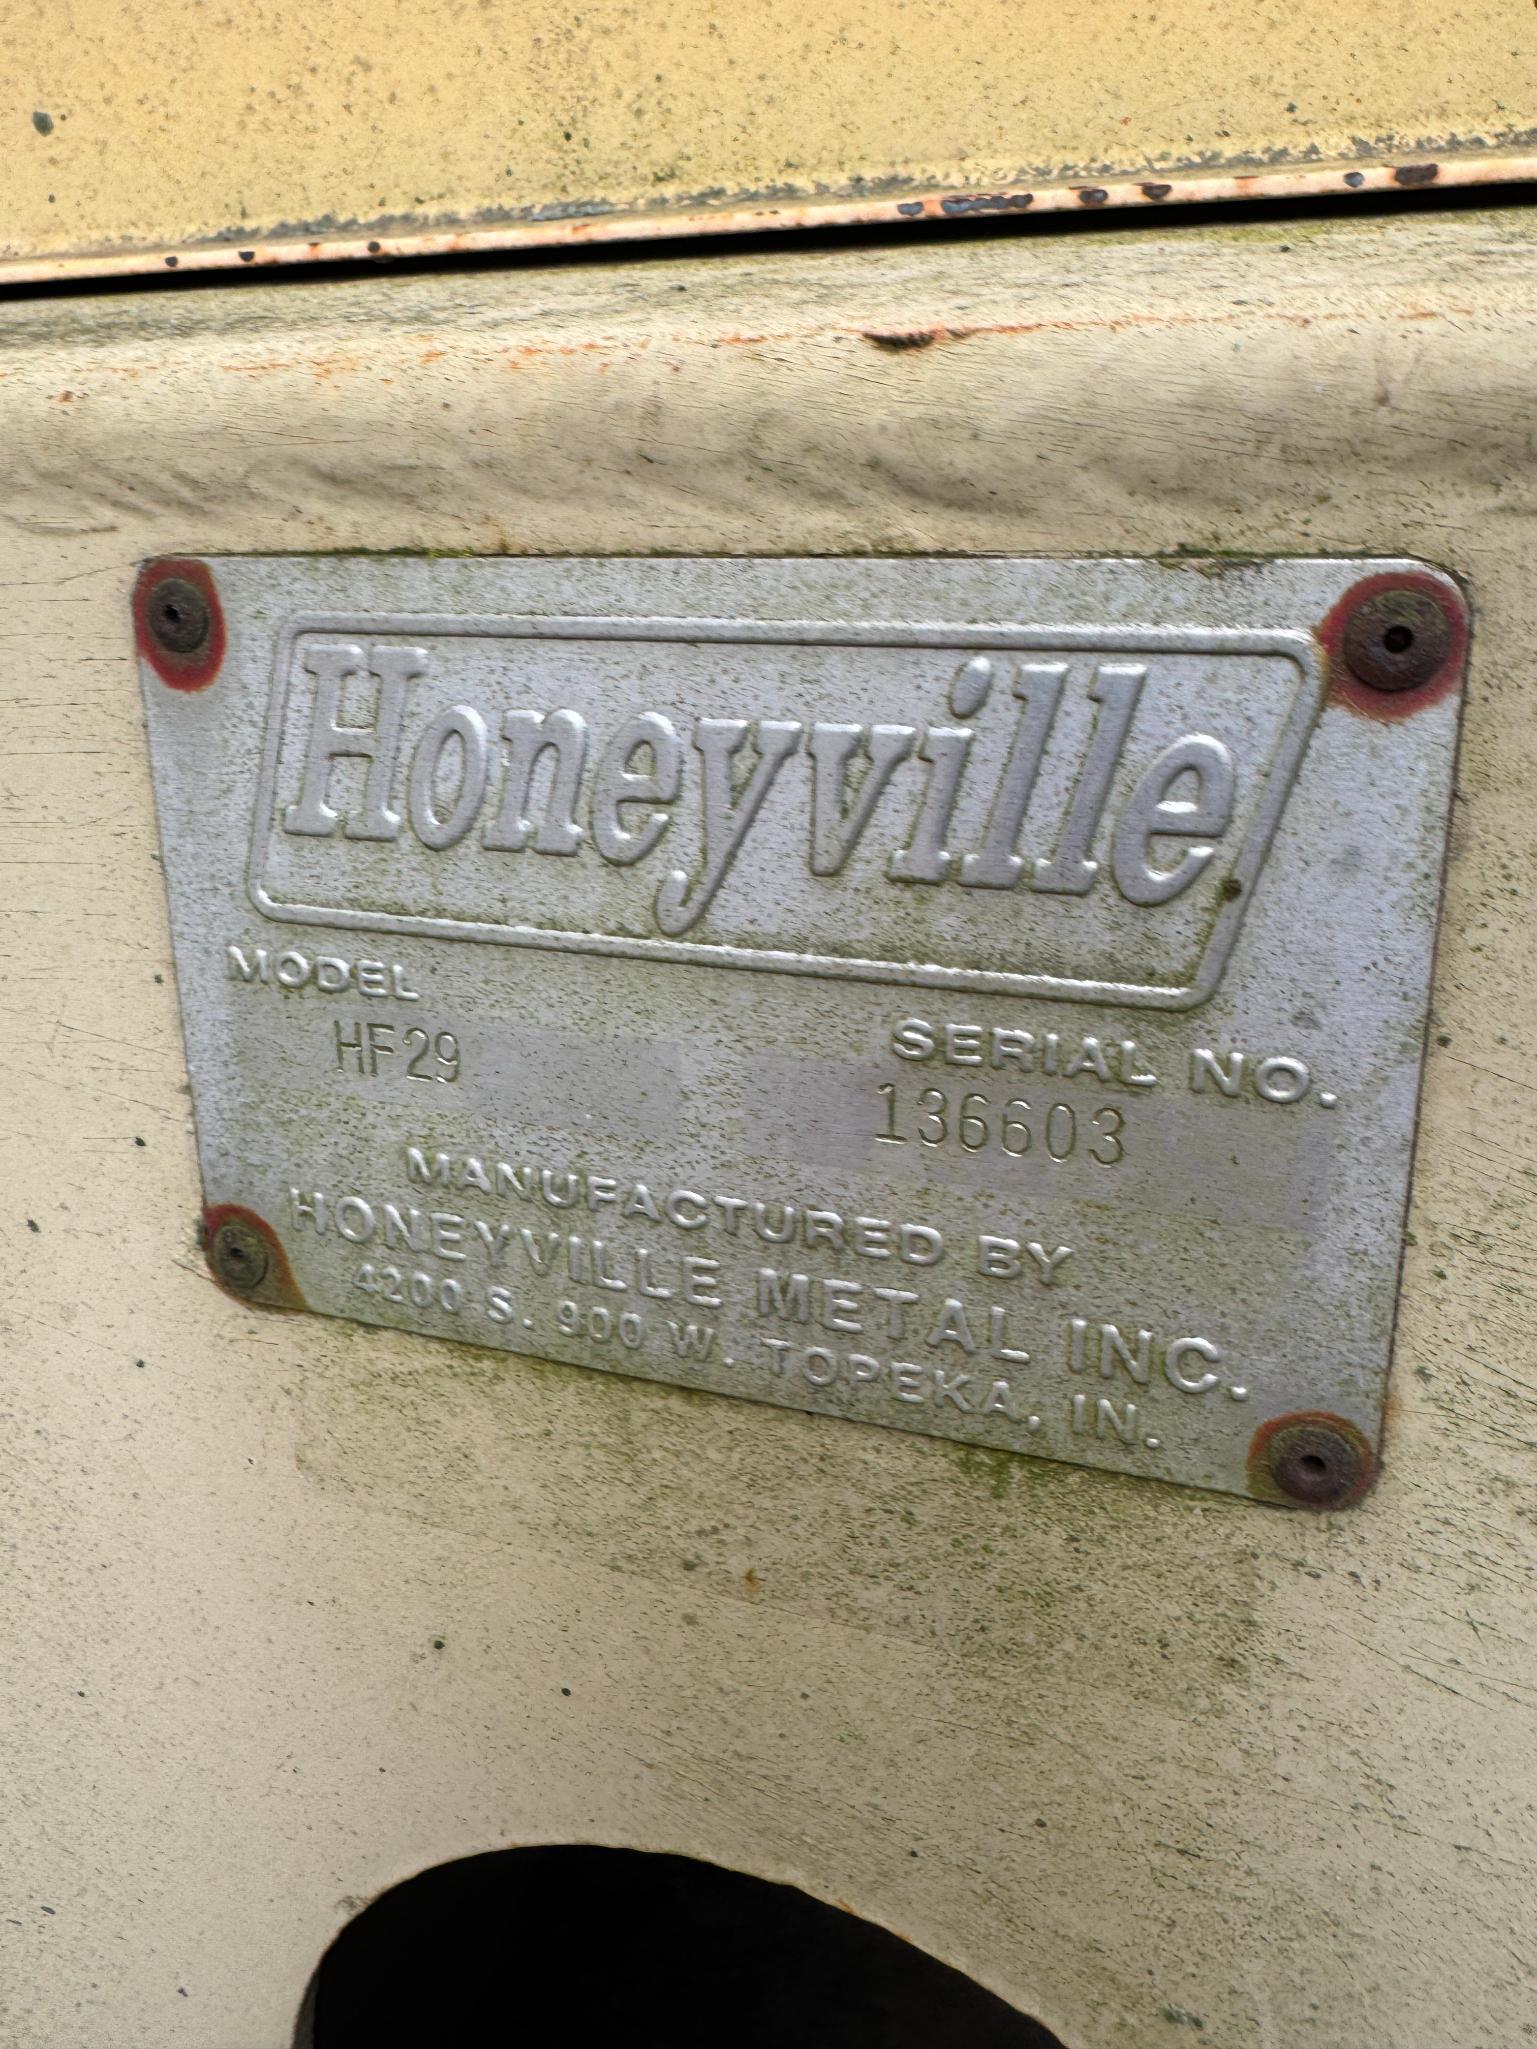 Honeyville
MODEL
SERIAL NO.
HF29
136603
MANUFACTURED BY
HONEYVILLE METAL INC.
4200 S. 900 W. TOPEKA, IN.